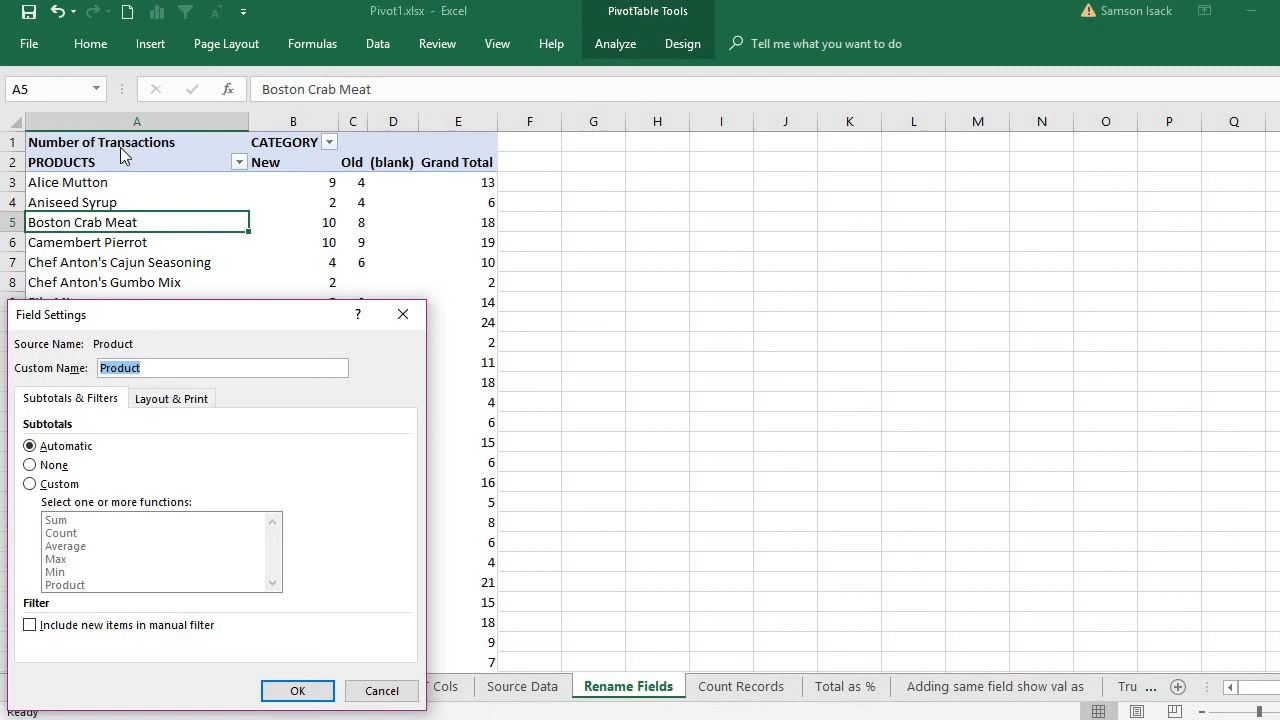 Pivot1.xlsx - Excel
PivotTable Tools
Samson Isack
File Home Insert Page Layout Formulas Data Review View Help Analyze Design Tell me what you want to do
A5 fx Boston Crab Meat
A B C D E F G H I J K L M N O P Q
1 Number of Transactions CATEGORY
2 PRODUCTS New Old (blank) Grand Total
3 Alice Mutton 9 4 13
4 Aniseed Syrup 2 4 6
5 Boston Crab Meat 10 8 18
6 Camembert Pierrot 10 9 19
7 Chef Anton's Cajun Seasoning 4 6 10
8 Chef Anton's Gumbo Mix 2 2
14
24
2
11
18
4
6
15
6
16
5
8
6
4
21
15
18
9
7
Field Settings ?
Source Name: Product
Custom Name: Product
Subtotals & Filters Layout & Print
Subtotals
Automatic
None
Custom
Select one or more functions:
Sum
Count
Average
Max
Min
Product
Filter
Include new items in manual filter
OK Cancel
Cols Source Data Rename Fields Count Records Total as % Adding same field show val as Tru ...
Ready